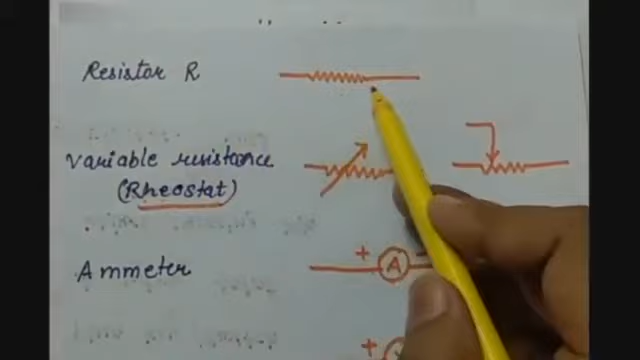 Resistor R
Variable resistance
(Rheostat)
+
Ammeter
A
+